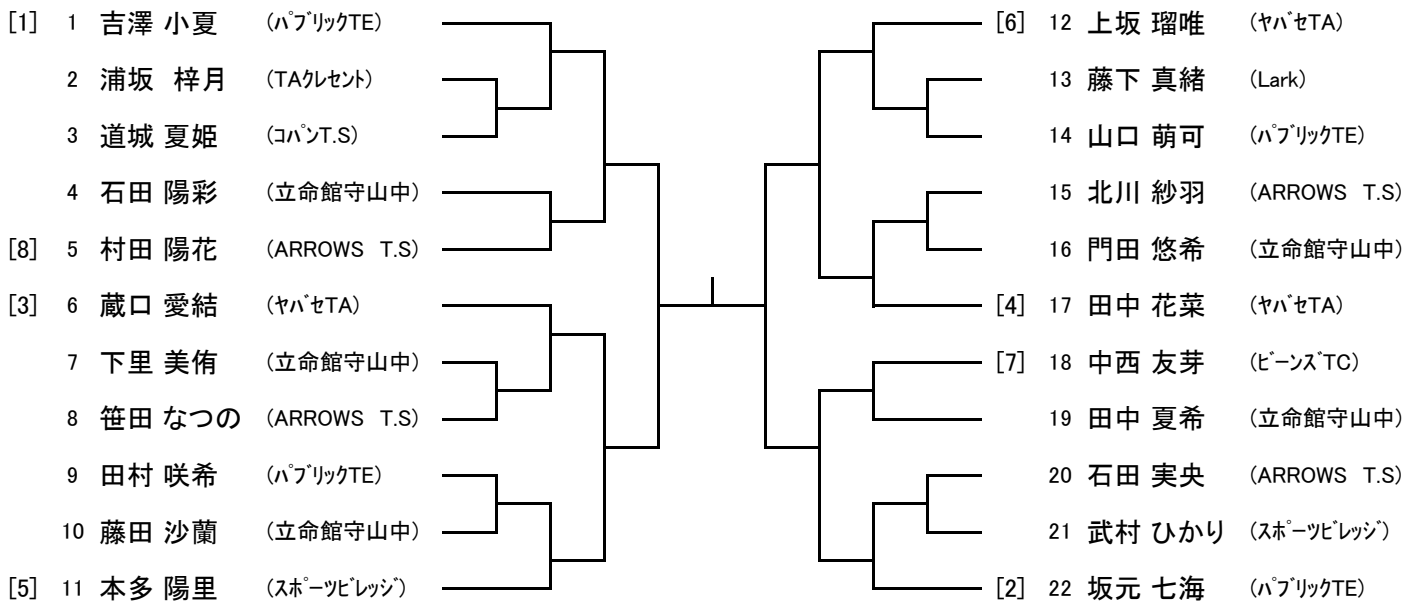 [1] 1 吉澤 小夏 (ﾊﾟﾌﾞﾘｯｸTE)
2 浦坂 梓月 (TAｸﾚｾﾝﾄ)
3 道城 夏姫 (ｺﾊﾟﾝT.S)
4 石田 陽彩 (立命館守山中)
[8] 5 村田 陽花 (ARROWS T.S)
[3] 6 蔵口 愛結 (ﾔﾊﾞｾTA)
7 下里 美侑 (立命館守山中)
8 笹田 なつの (ARROWS T.S)
9 田村 咲希 (ﾊﾟﾌﾞﾘｯｸTE)
10 藤田 沙蘭 (立命館守山中)
[5] 11 本多 陽里 (ｽﾎﾟｰﾂﾋﾞﾚｯｼﾞ)
[6] 12 上坂 瑠唯 (ﾔﾊﾞｾTA)
13 藤下 真緒 (Lark)
14 山口 萌可 (ﾊﾟﾌﾞﾘｯｸTE)
15 北川 紗羽 (ARROWS T.S)
16 門田 悠希 (立命館守山中)
[4] 17 田中 花菜 (ﾔﾊﾞｾTA)
[7] 18 中西 友芽 (ﾋﾞｰﾝｽﾞTC)
19 田中 夏希 (立命館守山中)
20 石田 実央 (ARROWS T.S)
21 武村 ひかり (ｽﾎﾟｰﾂﾋﾞﾚｯｼﾞ)
[2] 22 坂元 七海 (ﾊﾟﾌﾞﾘｯｸTE)